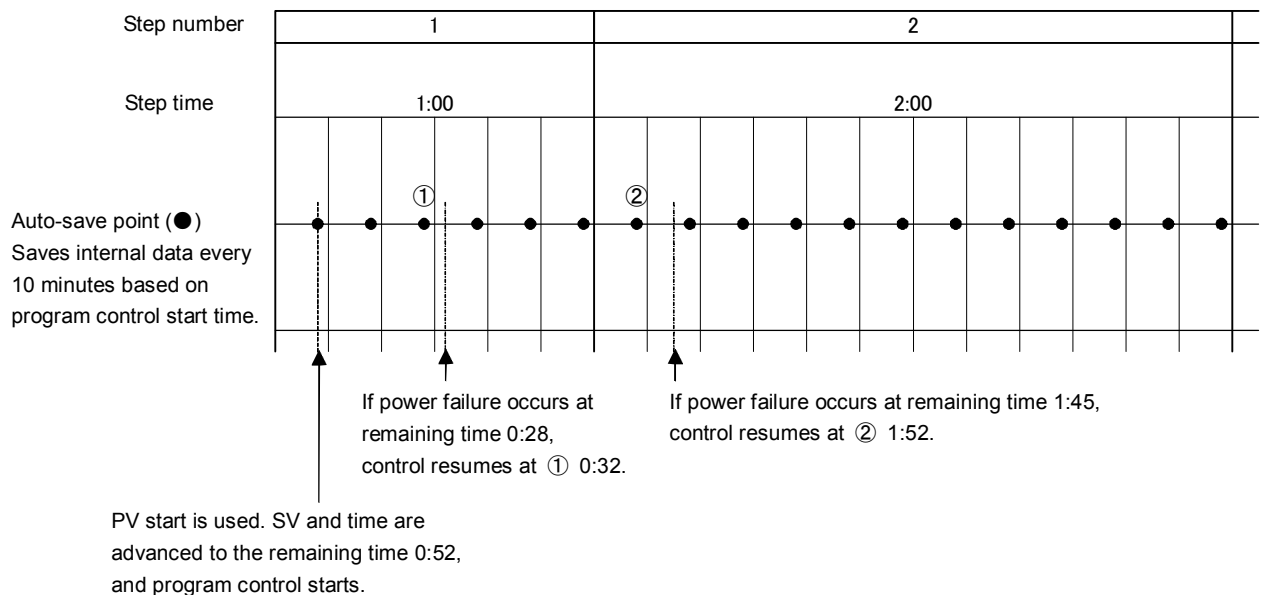 Step number 1 2
Step time 1:00 2:00
① ②
Auto-save point (●)
Saves internal data every
10 minutes based on
program control start time.
If power failure occurs at
remaining time 0:28,
control resumes at ① 0:32.
If power failure occurs at remaining time 1:45,
control resumes at ② 1:52.
PV start is used. SV and time are
advanced to the remaining time 0:52,
and program control starts.